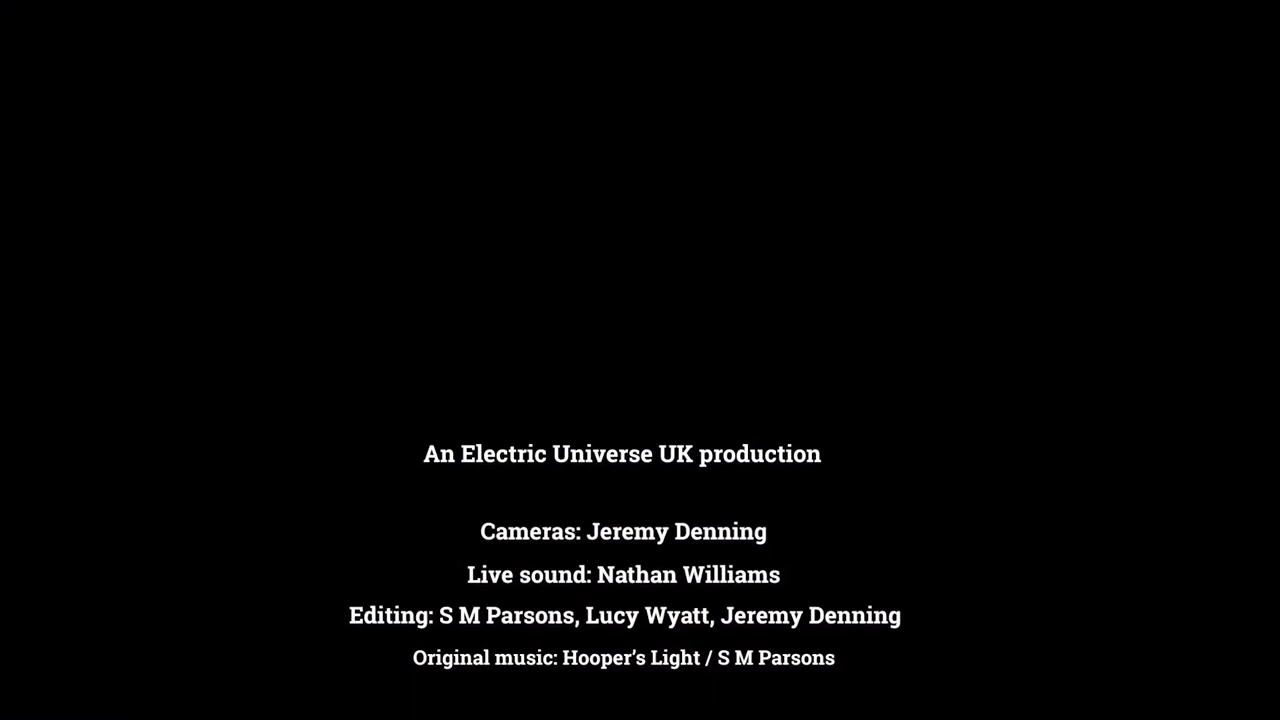 An Electric Universe UK production
Cameras: Jeremy Denning
Live sound: Nathan Williams
Editing: S M Parsons, Lucy Wyatt, Jeremy Denning
Original music: Hooper’s Light / S M Parsons